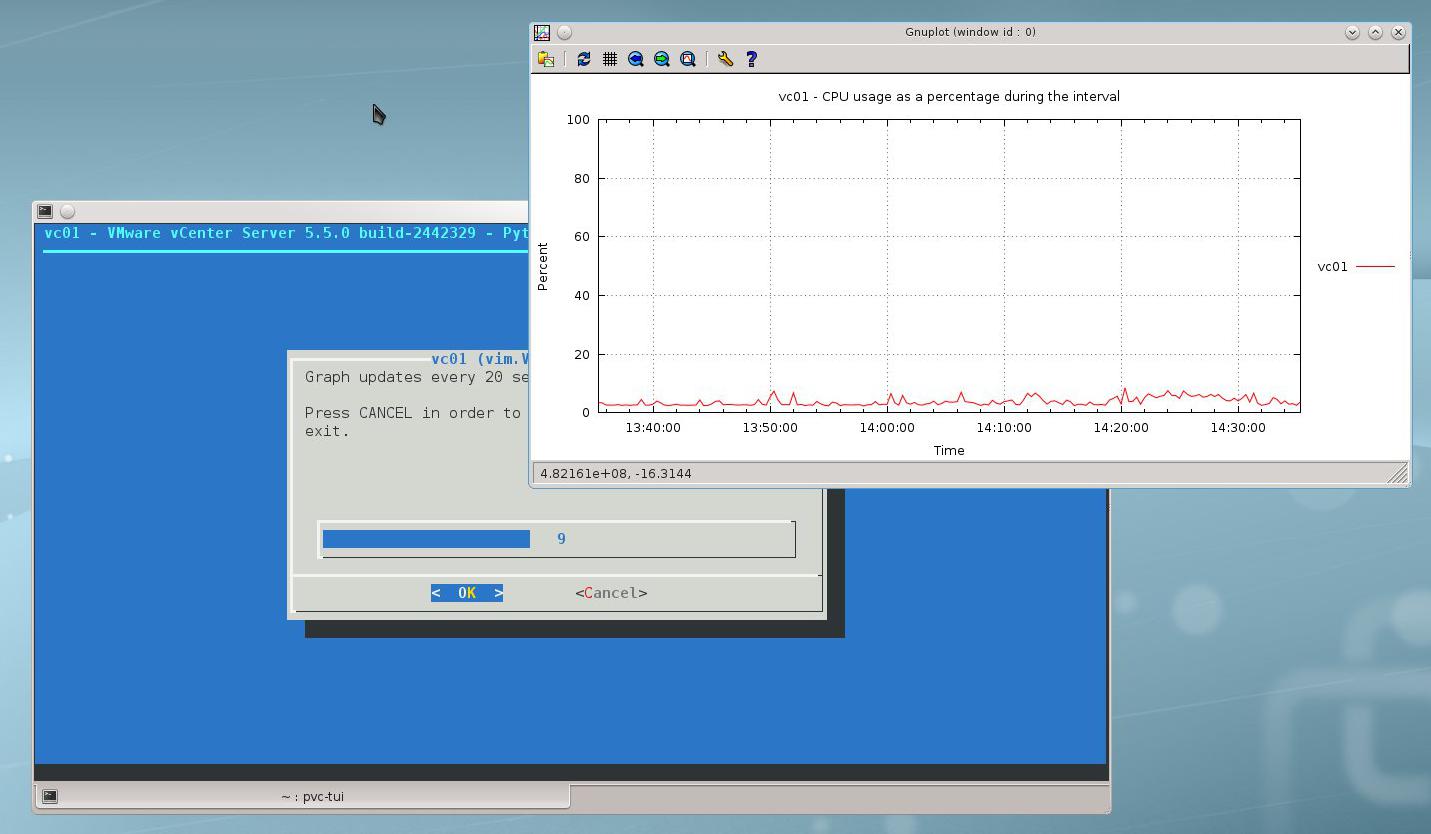 Gnuplot (window id : 0)
vc01 - CPU usage as a percentage during the interval
100
80
60
40
20
0
Percent
13:40:00
13:50:00
14:00:00
14:10:00
14:20:00
14:30:00
Time
vc01
4.82161e+08, -16.3144
vc01 - VMware vCenter Server 5.5.0 build-2442329 - Pyt
vc01 (vim.V
Graph updates every 20 se
Press CANCEL in order to
exit.
9
< OK >
<Cancel>
~ : pvc-tui